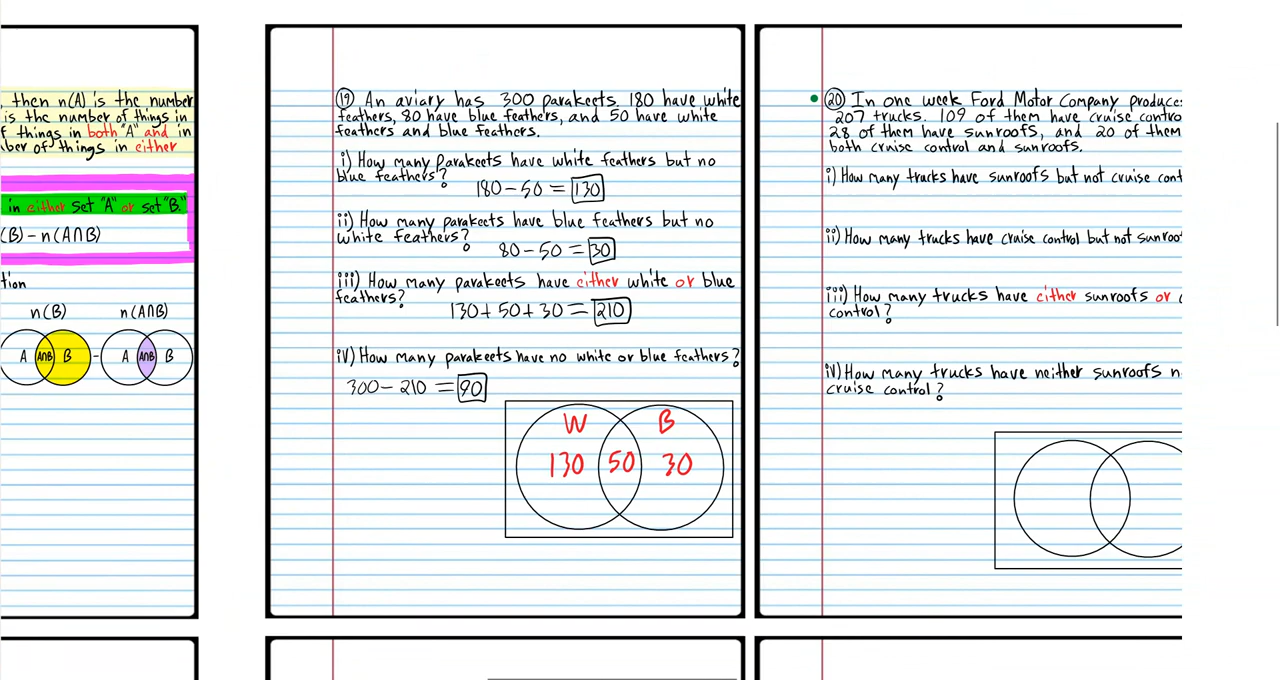 , then n(A) is the number
is the number of things in
f things in both "A" and in
ber of things in either
in either set "A" or set "B."
(B) - n(A∩B)
tion
n(B) n(A∩B)
A A∩B B - A A∩B B
(19) An aviary has 300 parakeets. 180 have white
feathers, 80 have blue feathers, and 50 have white
feathers and blue feathers.
i) How many parakeets have white feathers but no
blue feathers?
180 - 50 = 130
ii) How many parakeets have blue feathers but no
white feathers?
80 - 50 = 30
iii) How many parakeets have either white or blue
feathers?
130 + 50 + 30 = 210
iv) How many parakeets have no white or blue feathers?
300 - 210 = 90
W B
130 50 30
(20) In one week Ford Motor Company produce
207 trucks. 109 of them have cruise contro
28 of them have sunroofs, and 20 of them
both cruise control and sunroofs.
i) How many trucks have sunroofs but not cruise cont
ii) How many trucks have cruise control but not sunroo
iii) How many trucks have either sunroofs or c
control?
iv) How many trucks have neither sunroofs n
cruise control?